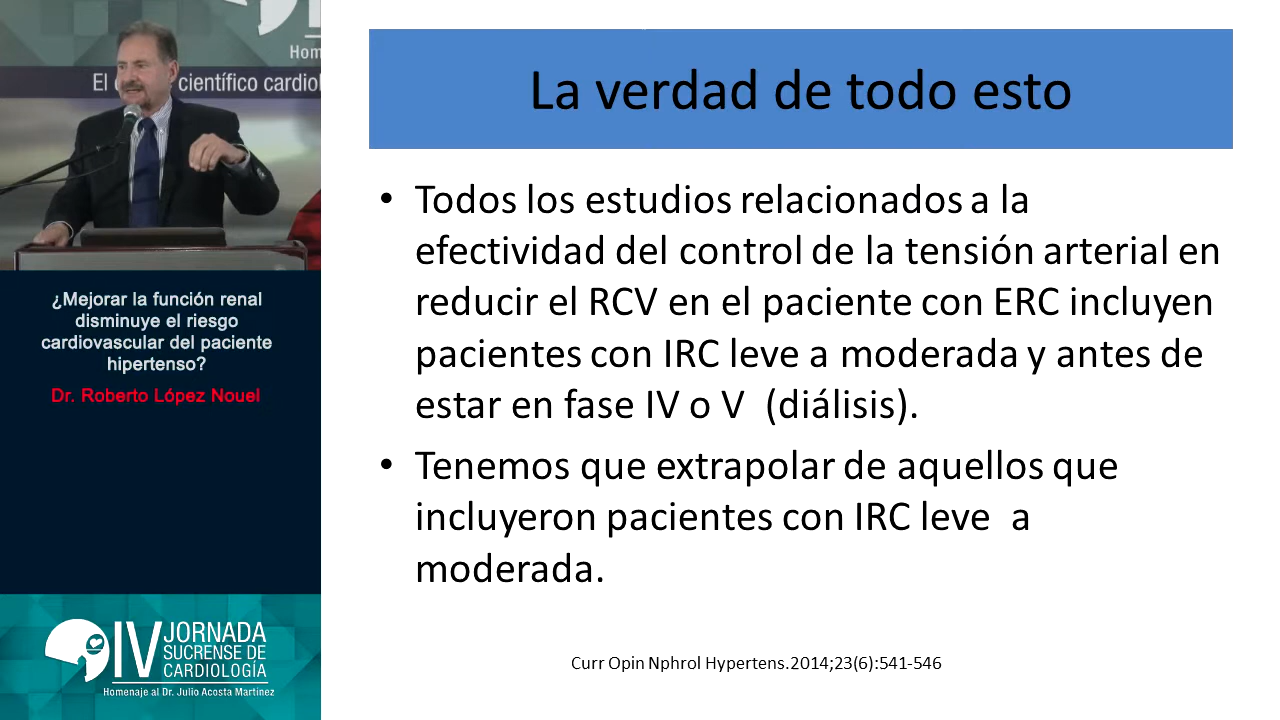 IV
Hom
El científico cardiol
¿Mejorar la función renal
disminuye el riesgo
cardiovascular del paciente
hipertenso?
Dr. Roberto López Nouel
IV JORNADA
SUCRENSE DE
CARDIOLOGÍA
Homenaje al Dr. Julio Acosta Martínez
La verdad de todo esto
• Todos los estudios relacionados a la
efectividad del control de la tensión arterial en
reducir el RCV en el paciente con ERC incluyen
pacientes con IRC leve a moderada y antes de
estar en fase IV o V (diálisis).
• Tenemos que extrapolar de aquellos que
incluyeron pacientes con IRC leve a
moderada.
Curr Opin Nphrol Hypertens.2014;23(6):541-546